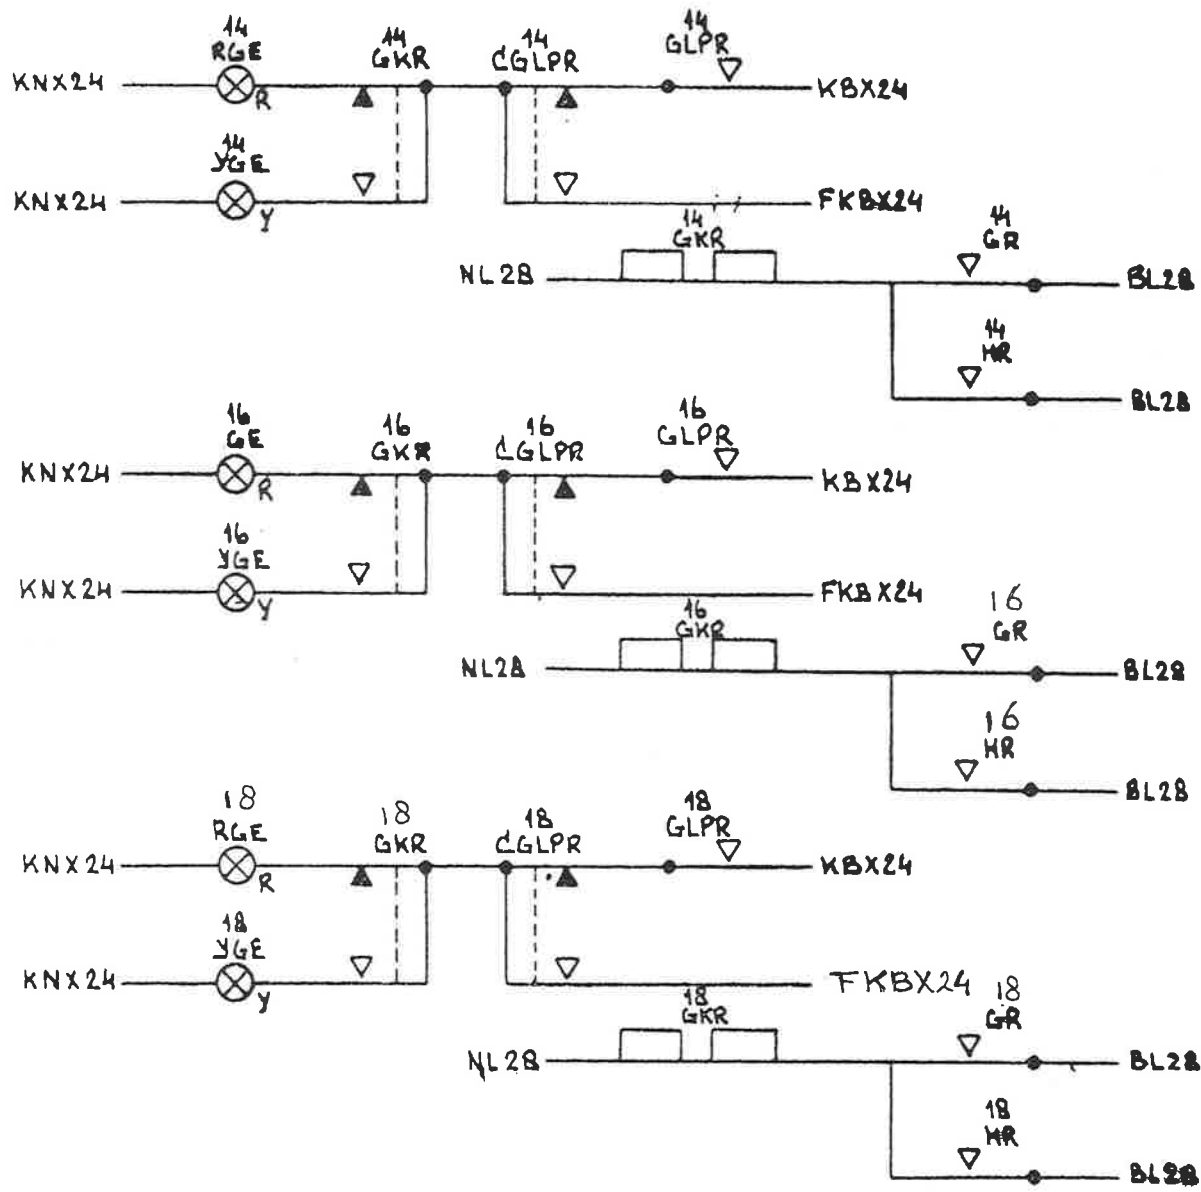 14
RGE
14
GKR
14
CGLPR
14
GLPR
KNX24
R
KBX24
14
YGE
KNX24
Y
FKBX24
14
GKR
14
GR
NL28
BL28
14
HR
BL28
16
GE
16
GKR
16
CGLPR
16
GLPR
KNX24
R
KBX24
16
YGE
KNX24
Y
FKBX24
16
GKR
16
GR
NL28
BL28
16
HR
BL28
18
RGE
18
GKR
18
CGLPR
18
GLPR
KNX24
R
KBX24
18
YGE
KNX24
Y
FKBX24
18
GKR
18
GR
NL28
BL28
18
HR
BL28